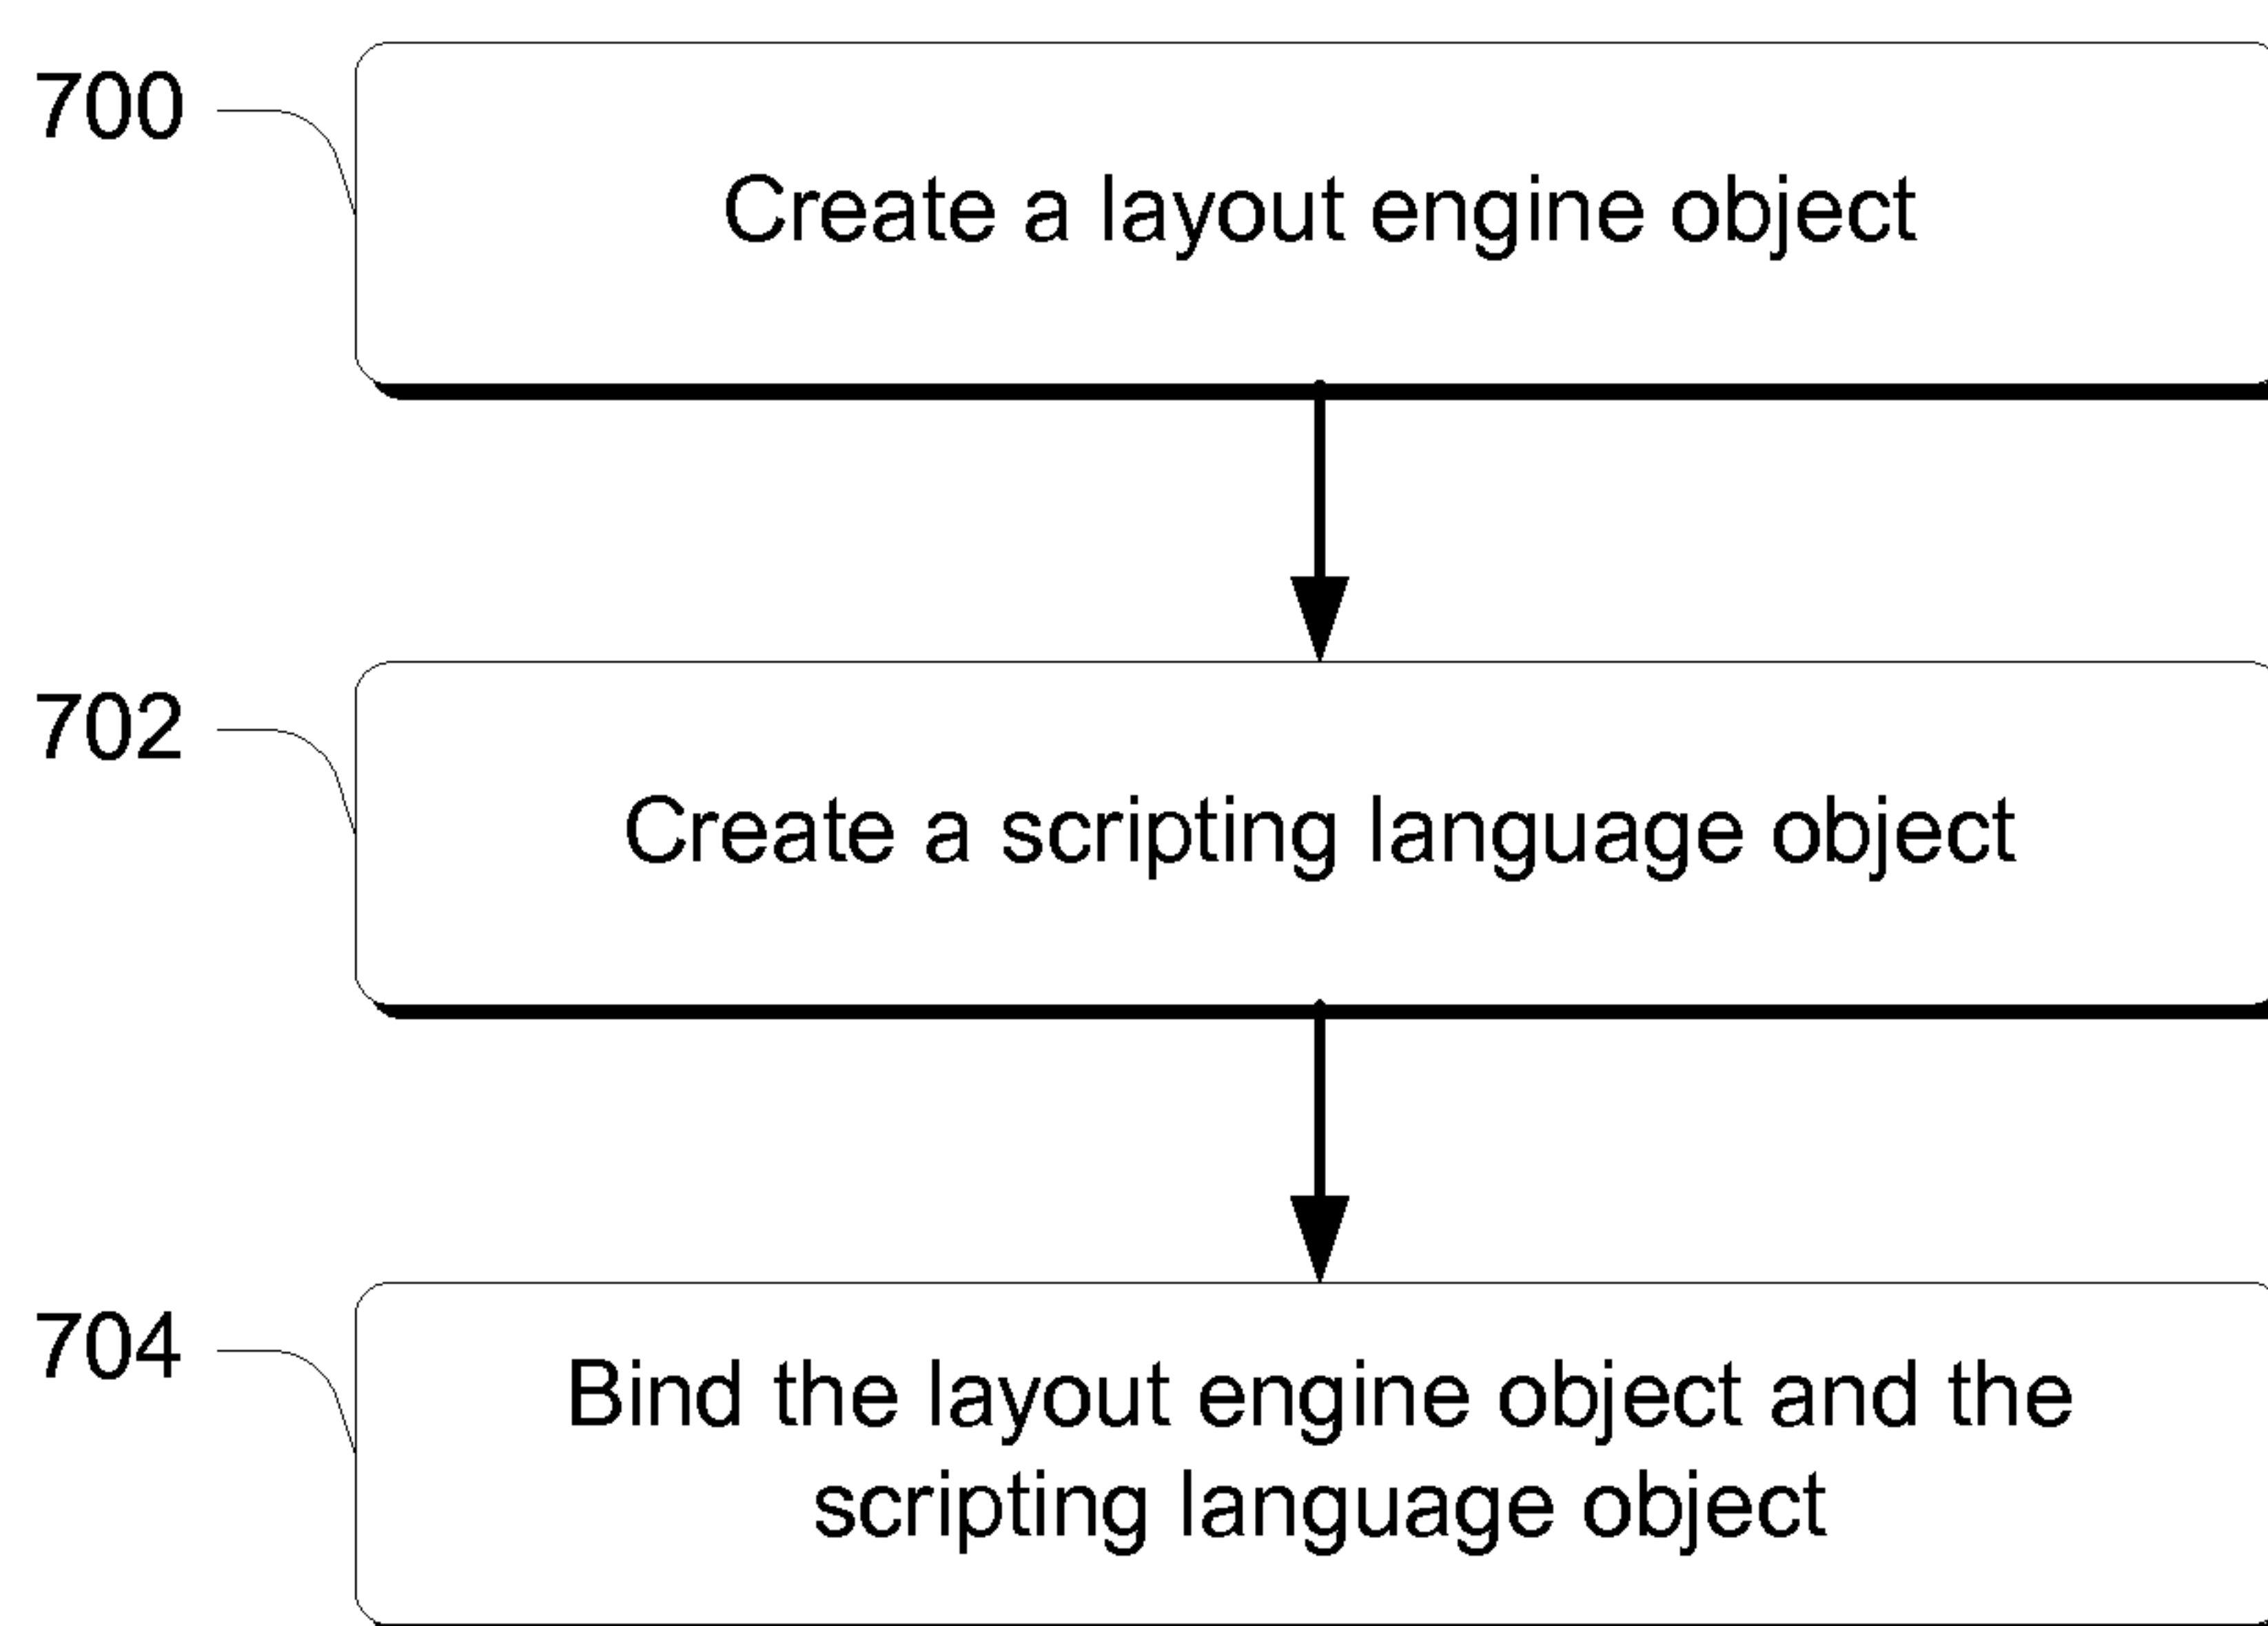 700
Create a layout engine object
702
Create a scripting language object
704
Bind the layout engine object and the
scripting language object